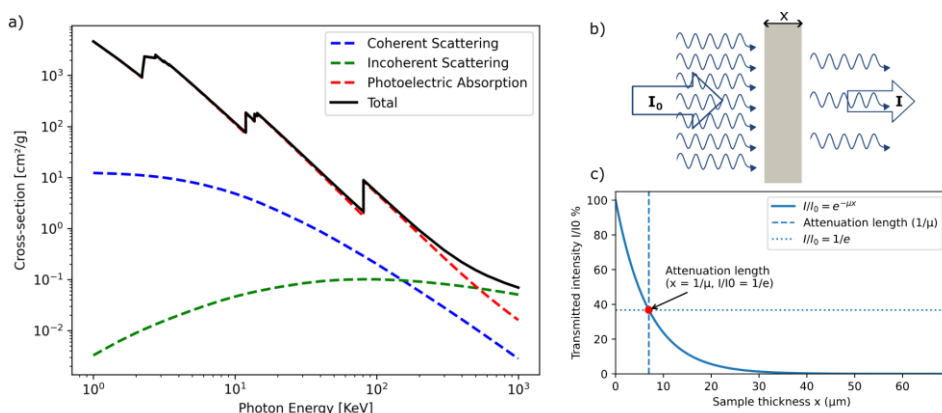 a)
Cross-section [cm²/g]
10³
10²
10¹
10⁰
10⁻¹
10⁻²
Coherent Scattering
Incoherent Scattering
Photoelectric Absorption
Total
10⁰
10¹
10²
10³
Photon Energy [KeV]
b)
x
I₀
I
c)
Transmitted intensity I/I0 %
100
80
60
40
20
0
I/I₀ = e^−μx
Attenuation length (1/μ)
I/I₀ = 1/e
Attenuation length
(x = 1/μ, I/I0 = 1/e)
0
10
20
30
40
50
60
Sample thickness x (μm)